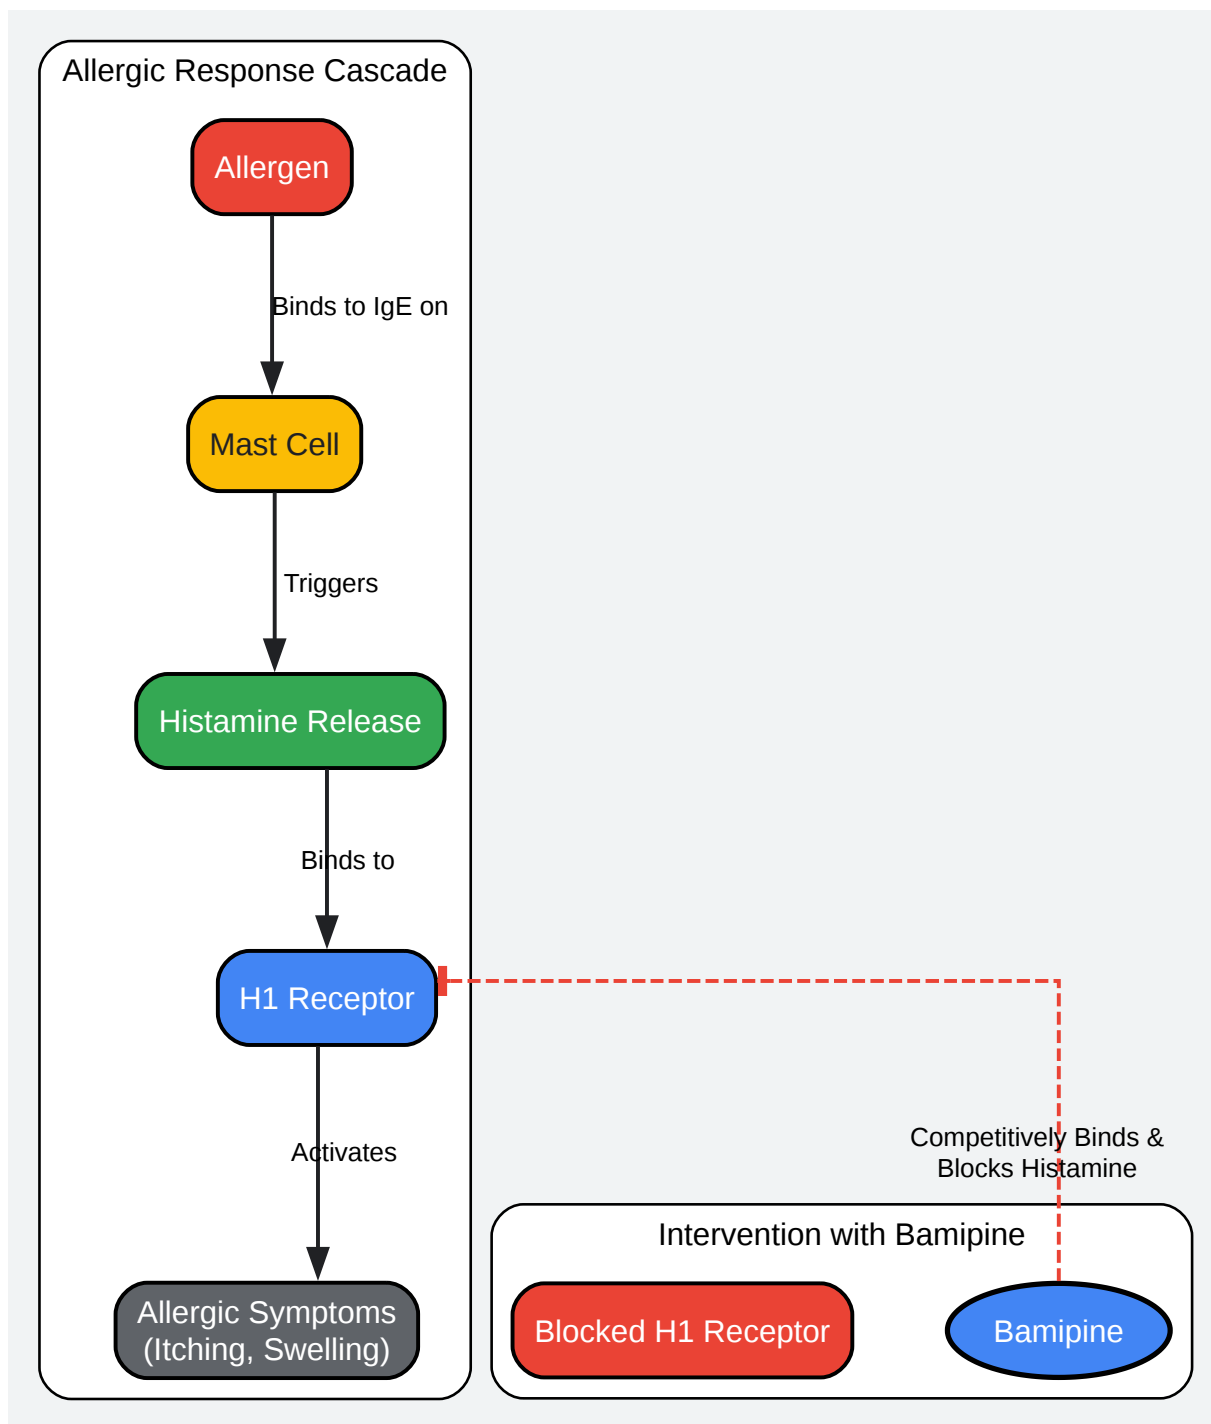 Allergic Response Cascade
Allergen
Binds to IgE on
Mast Cell
Triggers
Histamine Release
Binds to
H1 Receptor
Activates
Allergic Symptoms
(Itching, Swelling)
Competitively Binds &
Blocks Histamine
Intervention with Bamipine
Blocked H1 Receptor
Bamipine